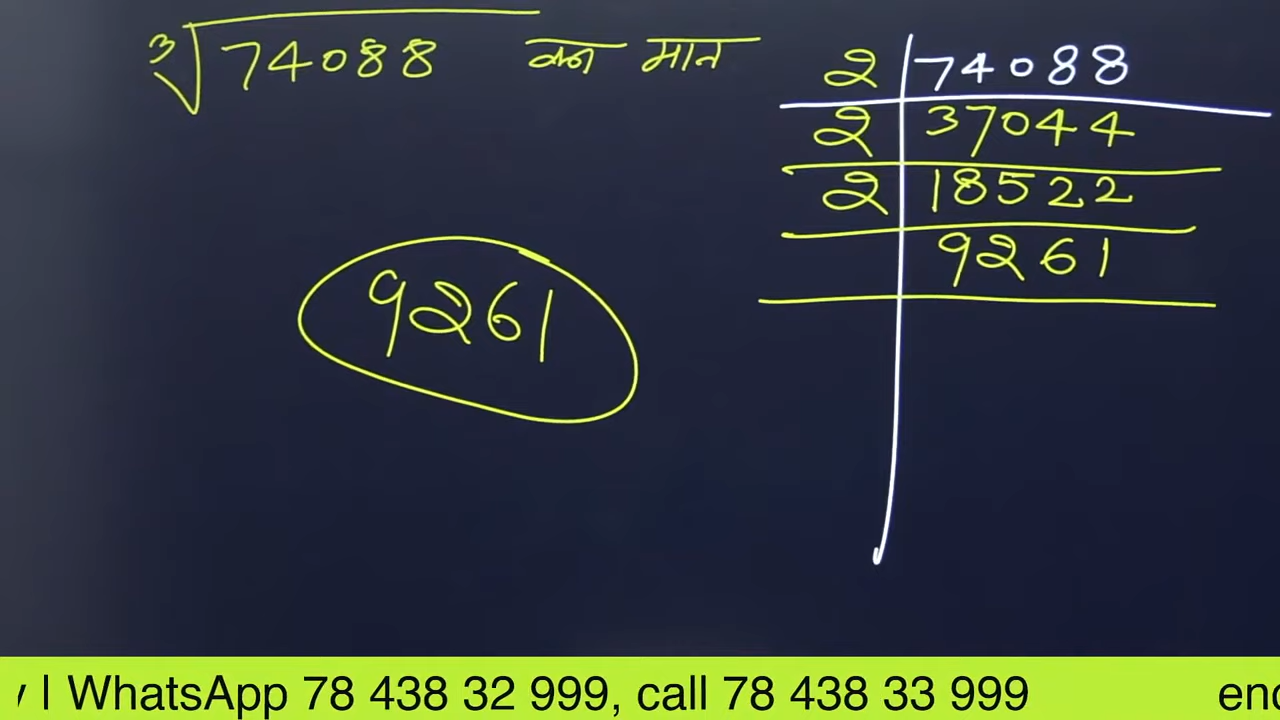 ∛74088 का मान
2 | 74088
2 | 37044
2 | 18522
9261
9261
y | WhatsApp 78 438 32 999, call 78 438 33 999